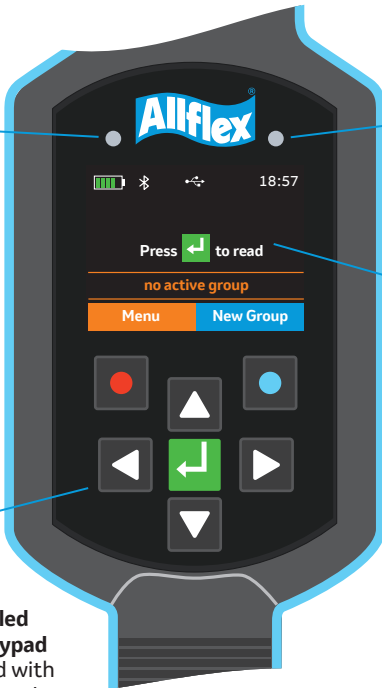 Allflex®
18:57
Press to read
no active group
Menu New Group
led
ypad
d with